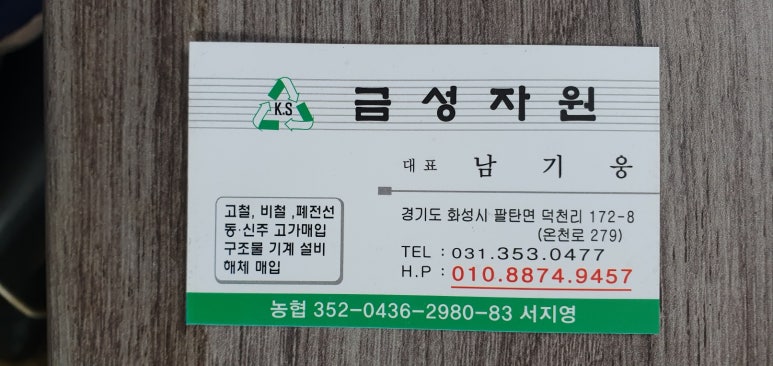 K.S
금성자원
대표 남기웅
고철, 비철, 폐전선
동·신주 고가매입
구조물 기계 설비
해체 매입
경기도 화성시 팔탄면 덕천리 172-8
(온천로 279)
TEL : 031.353.0477
H.P : 010.8874.9457
농협 352-0436-2980-83 서지영